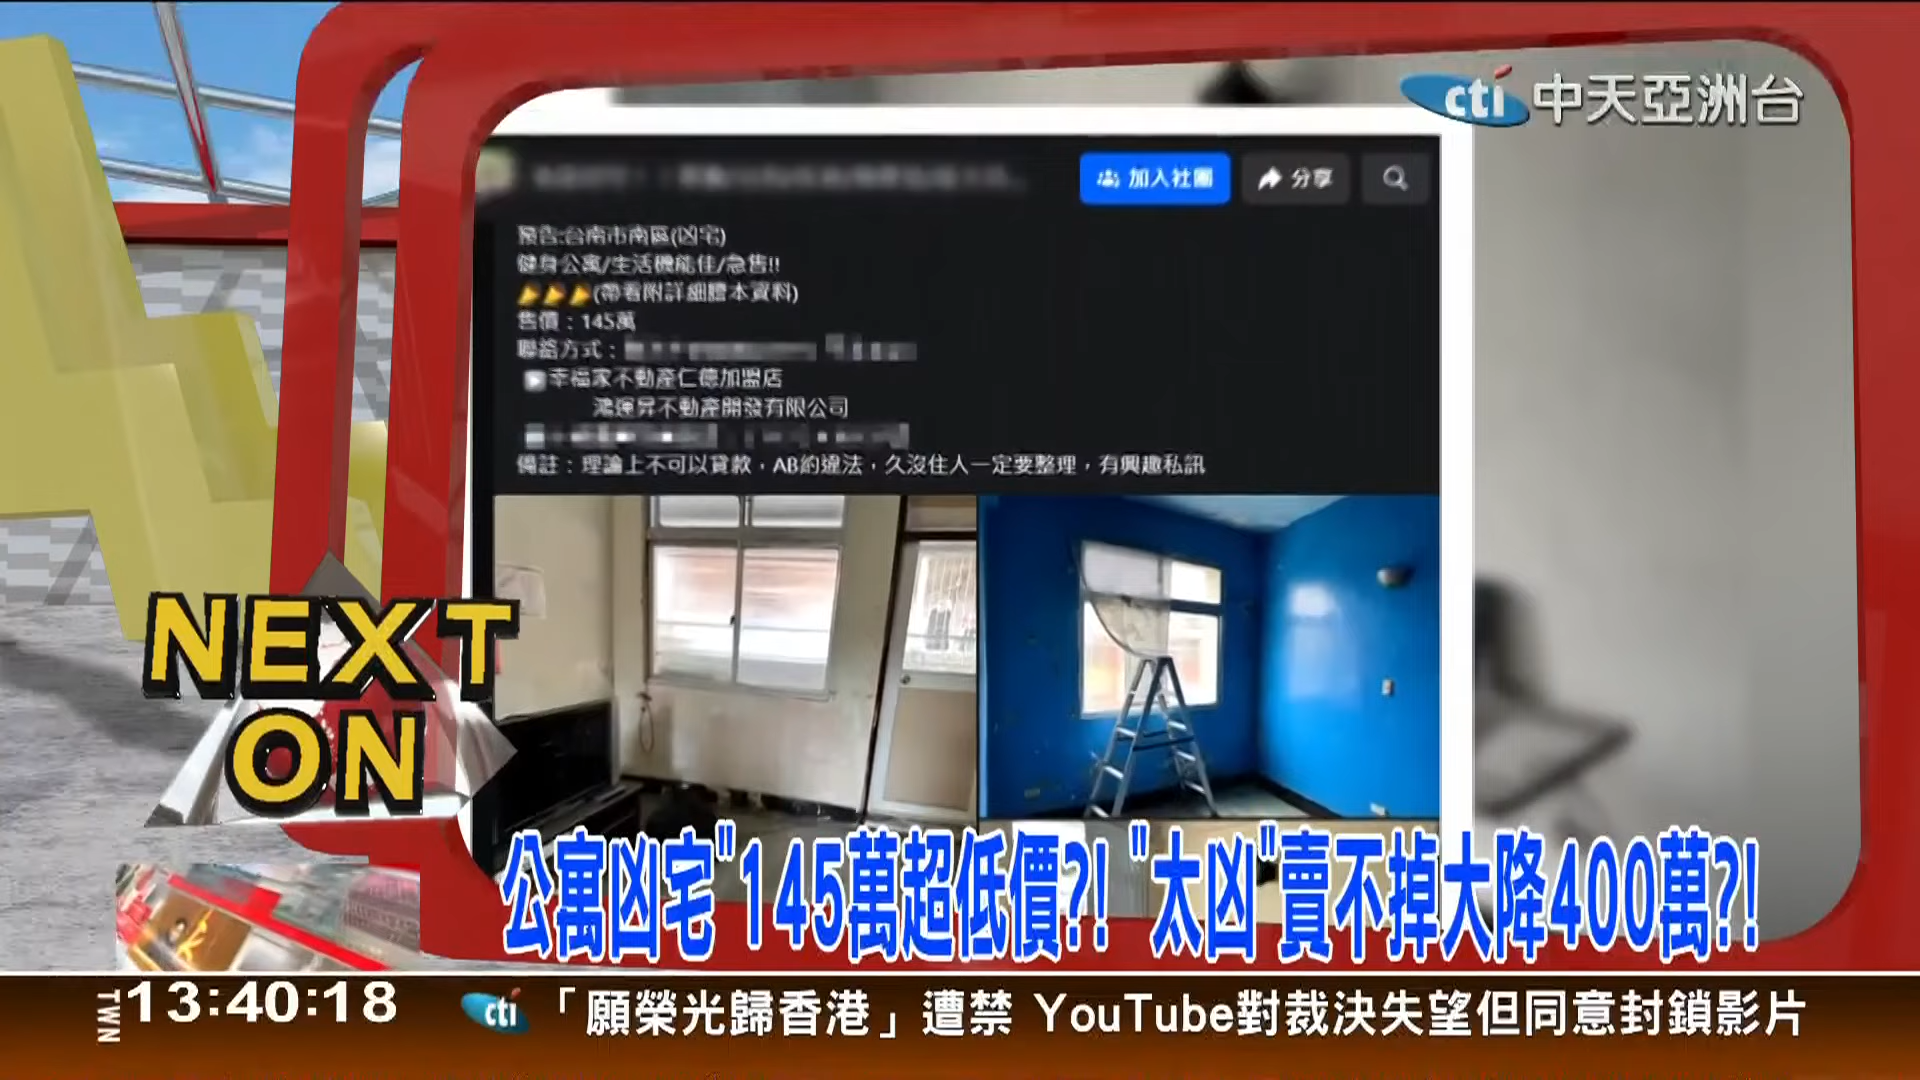 cti 中天亞洲台
加入社團
分享
預告:台南市南區(凶宅)
健身公寓/生活機能佳/急售!!
(帶看附詳細謄本資料)
售價：145萬
聯絡方式：
幸福家不動產仁德加盟店
鴻運昇不動產開發有限公司
備註：理論上不可以貸款，AB約違法，久沒住人一定要整理，有興趣私訊
NEXT
ON
公寓凶宅"145萬超低價?! "太凶"賣不掉大降400萬?!
TWN 13:40:18
cti 「願榮光歸香港」遭禁 YouTube對裁決失望但同意封鎖影片